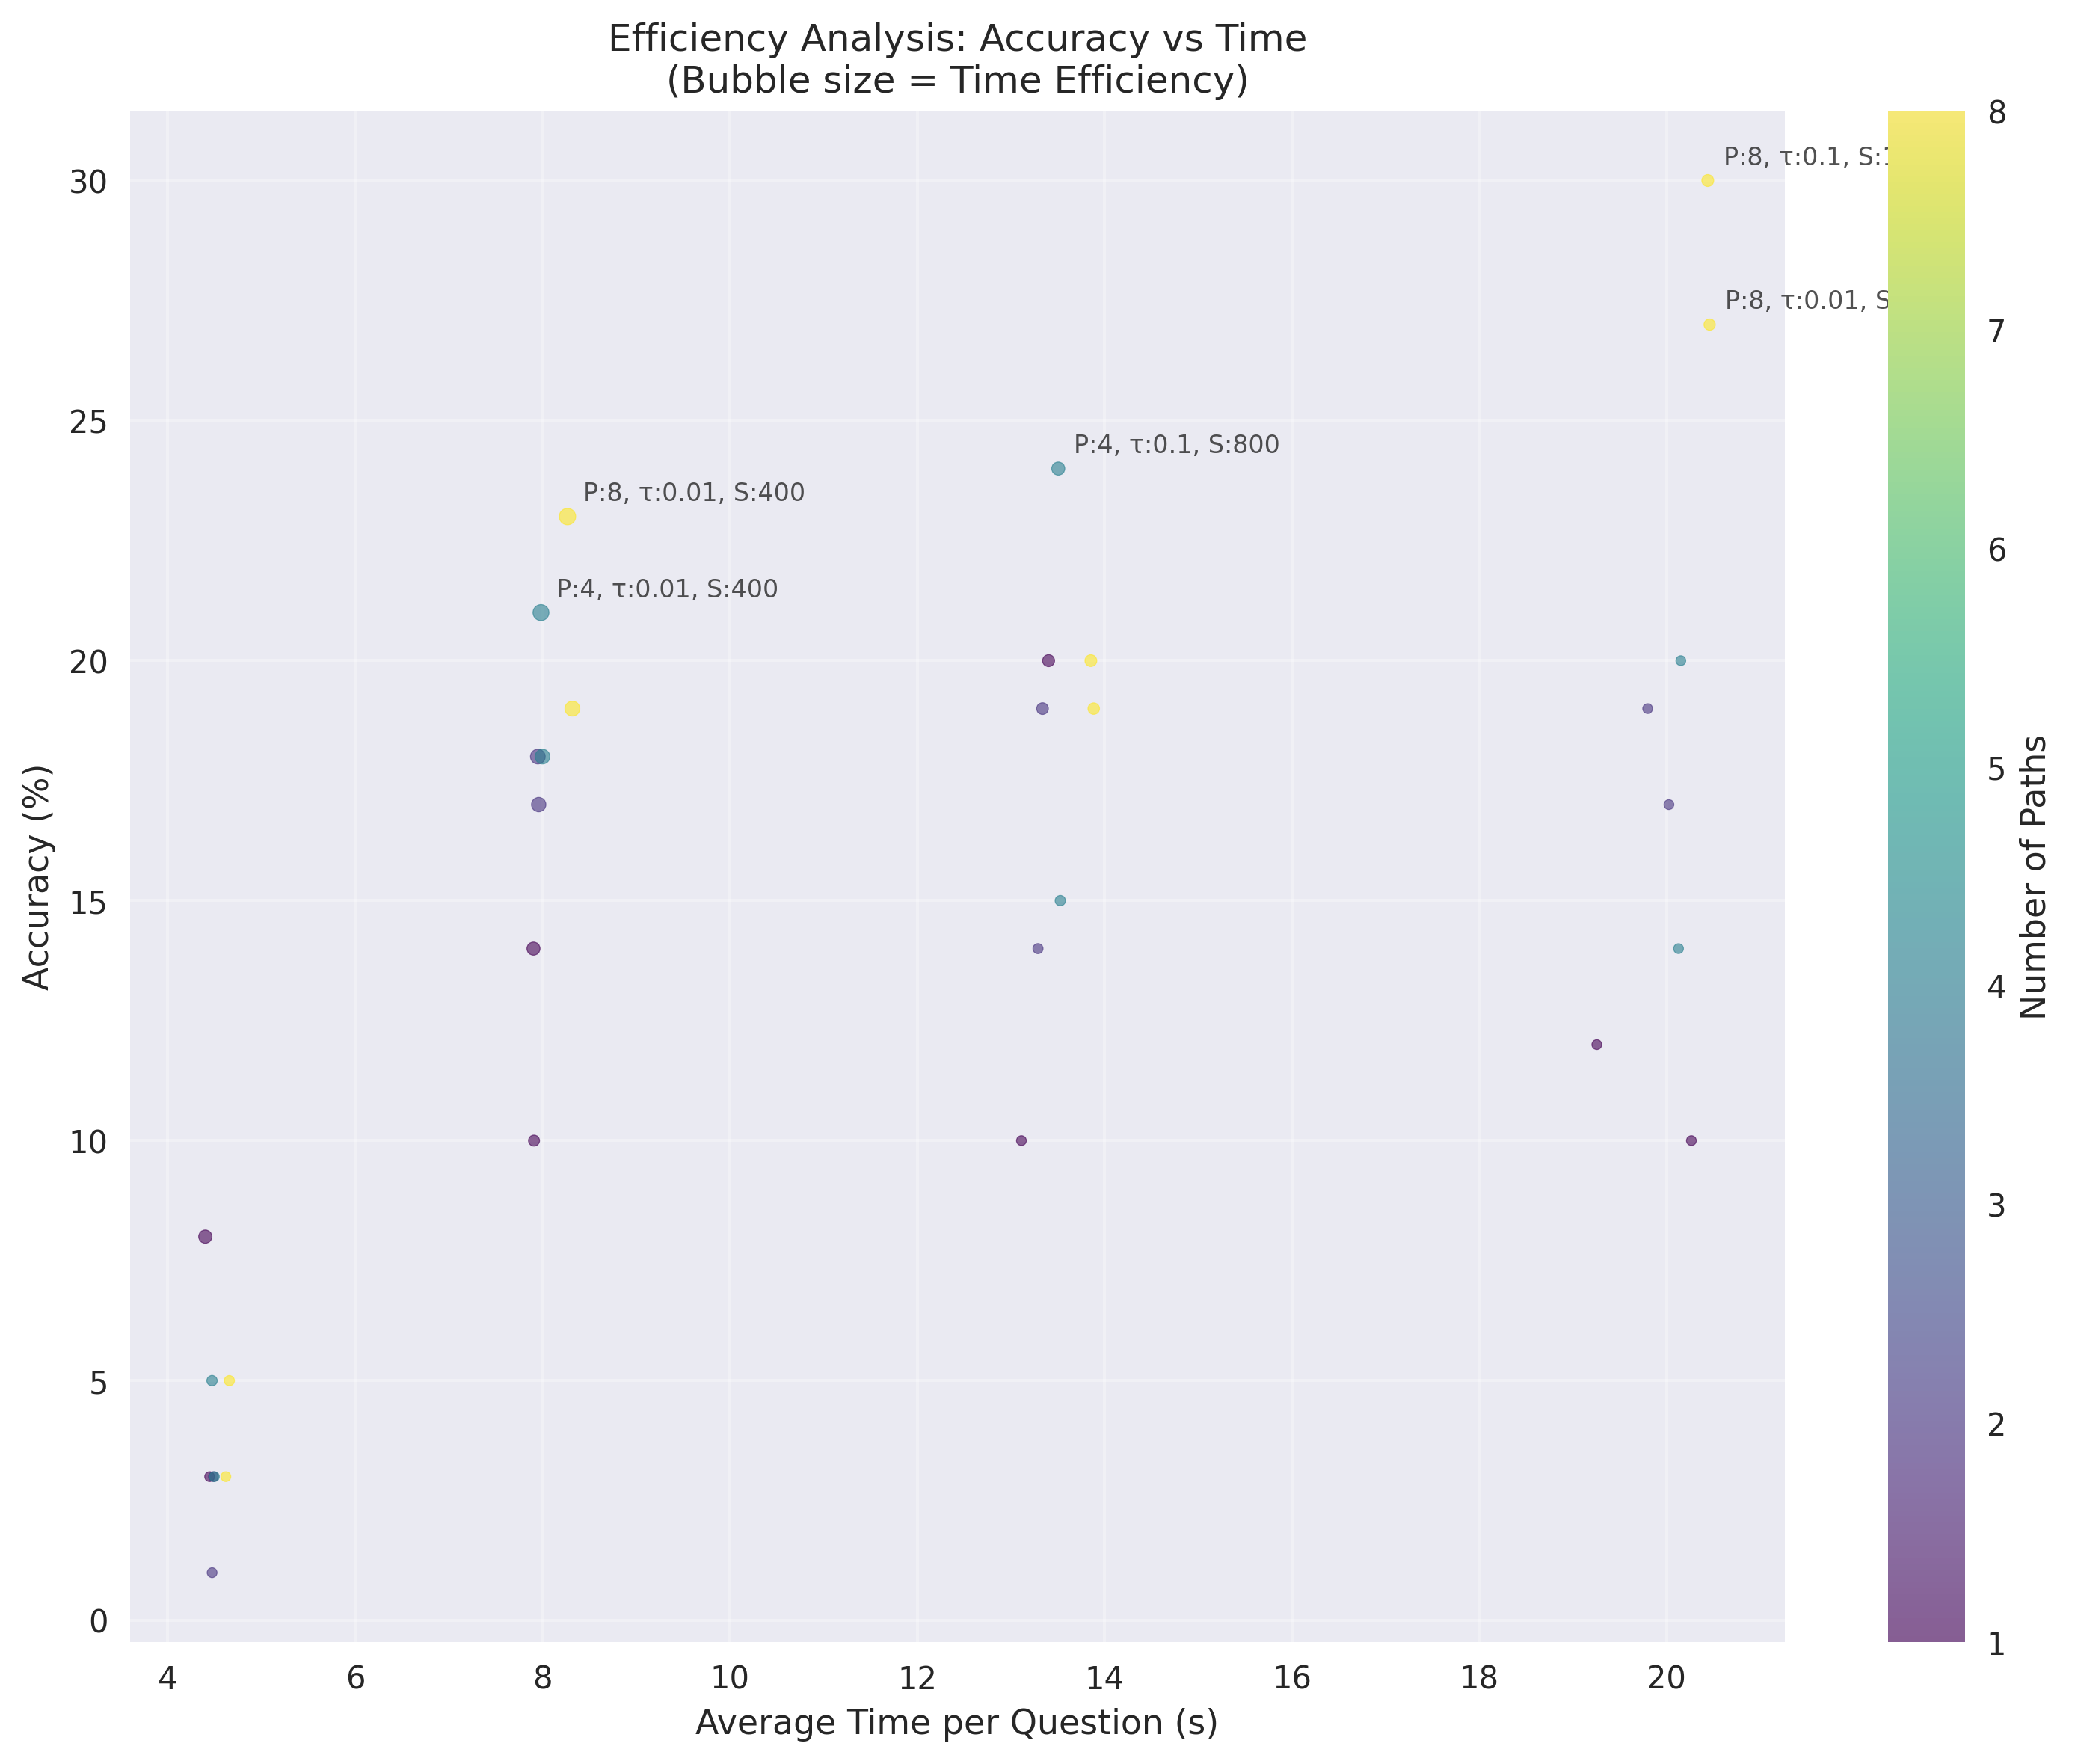 Efficiency Analysis: Accuracy vs Time
(Bubble size = Time Efficiency)
Accuracy (%)
30
25
20
15
10
5
0
P:8, τ:0.1, S:1
P:8, τ:0.01, S
P:4, τ:0.1, S:800
P:8, τ:0.01, S:400
P:4, τ:0.01, S:400
4 6 8 10 12 14 16 18 20
Average Time per Question (s)
8
7
6
5
4
3
2
1
Number of Paths